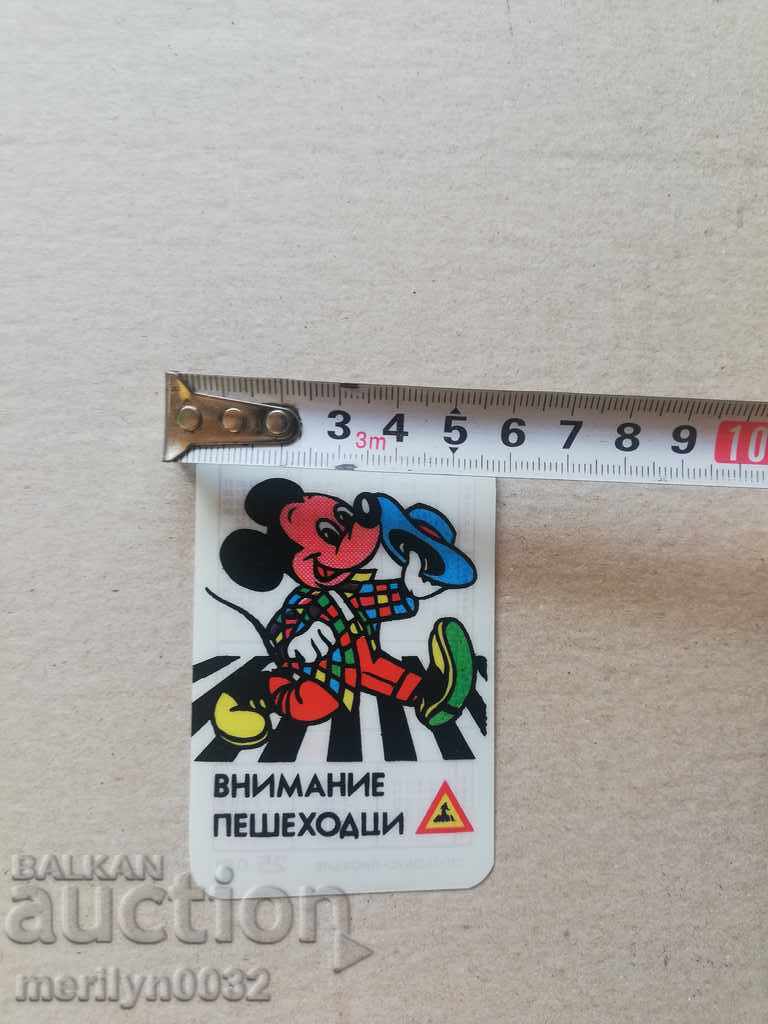 3 4 5 6 7 8 9 10
3m
ВНИМАНИЕ
ПЕШЕХОДЦИ
BALKAN
auction
merilyn0032